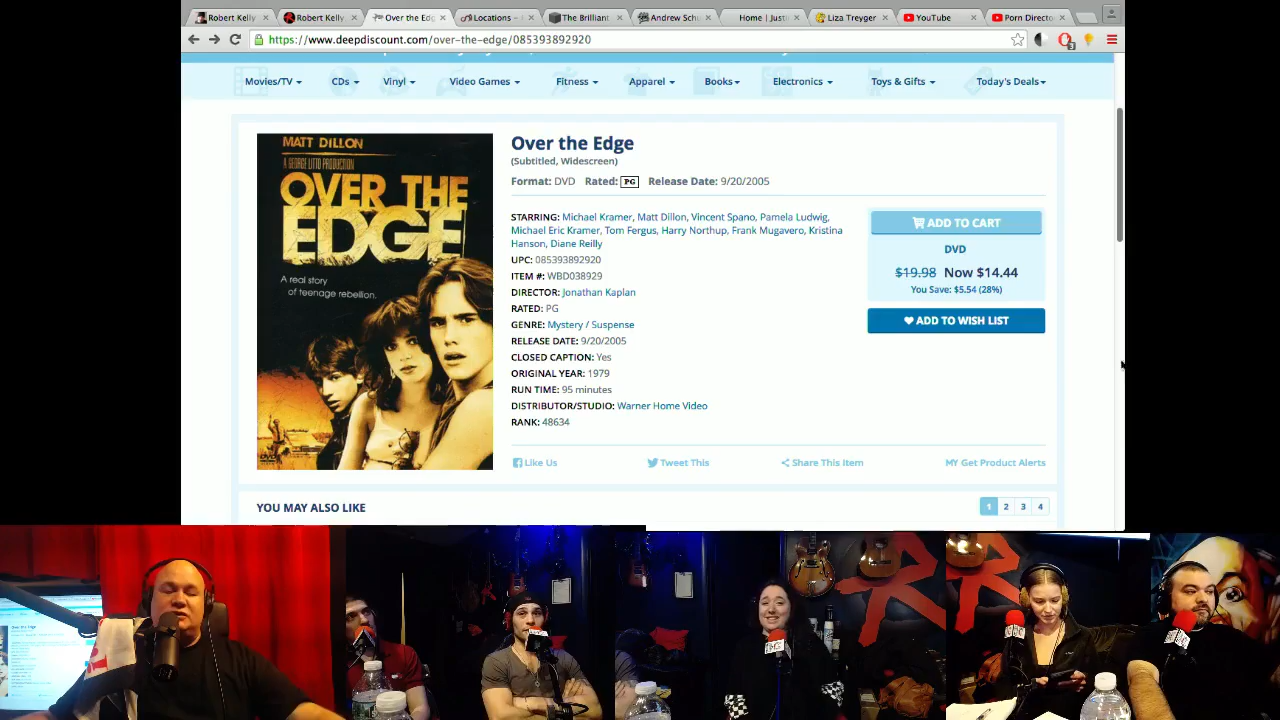 Robert Kelly
Robert Kelly,
Over the Edg
Locations –
The Brilliant
Andrew Schu
Home | Justi
Liza Treyger
YouTube
Porn Directo
https://www.deepdiscount.com/over-the-edge/085393892920
3
Movies/TV
CDs
Vinyl
Video Games
Fitness
Apparel
Books
Electronics
Toys & Gifts
Today's Deals
MATT DILLON
A GEORGE LITTO PRODUCTION
OVER THE
EDGE
A real story
of teenage rebellion.
DVD
Over the Edge
(Subtitled, Widescreen)
Format: DVD Rated: PG Release Date: 9/20/2005
STARRING: Michael Kramer, Matt Dillon, Vincent Spano, Pamela Ludwig,
Michael Eric Kramer, Tom Fergus, Harry Northup, Frank Mugavero, Kristina
Hanson, Diane Reilly
UPC: 085393892920
ITEM #: WBD038929
DIRECTOR: Jonathan Kaplan
RATED: PG
GENRE: Mystery / Suspense
RELEASE DATE: 9/20/2005
CLOSED CAPTION: Yes
ORIGINAL YEAR: 1979
RUN TIME: 95 minutes
DISTRIBUTOR/STUDIO: Warner Home Video
RANK: 48634
ADD TO CART
DVD
$19.98 Now $14.44
You Save: $5.54 (28%)
ADD TO WISH LIST
Like Us
Tweet This
Share This Item
MY Get Product Alerts
YOU MAY ALSO LIKE
1 2 3 4
Over the Edge